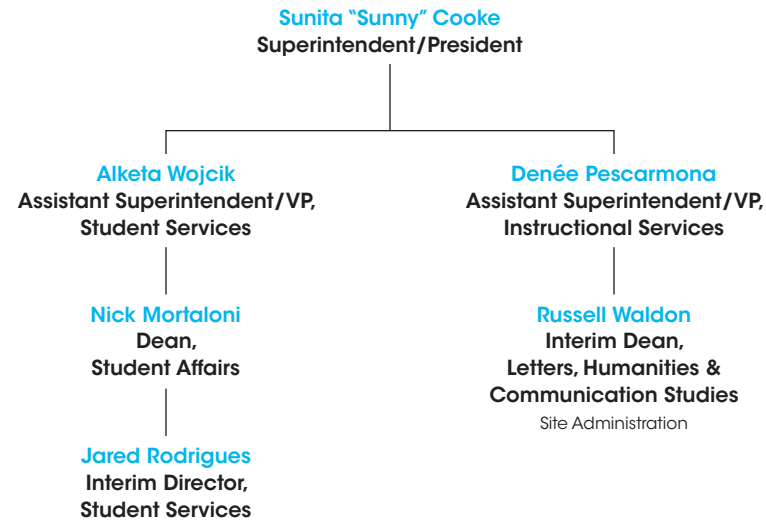 Sunita “Sunny” Cooke
Superintendent/President
Alketa Wojcik
Assistant Superintendent/VP,
Student Services
Denée Pescarmona
Assistant Superintendent/VP,
Instructional Services
Nick Mortaloni
Dean,
Student Affairs
Russell Waldon
Interim Dean,
Letters, Humanities &
Communication Studies
Site Administration
Jared Rodrigues
Interim Director,
Student Services